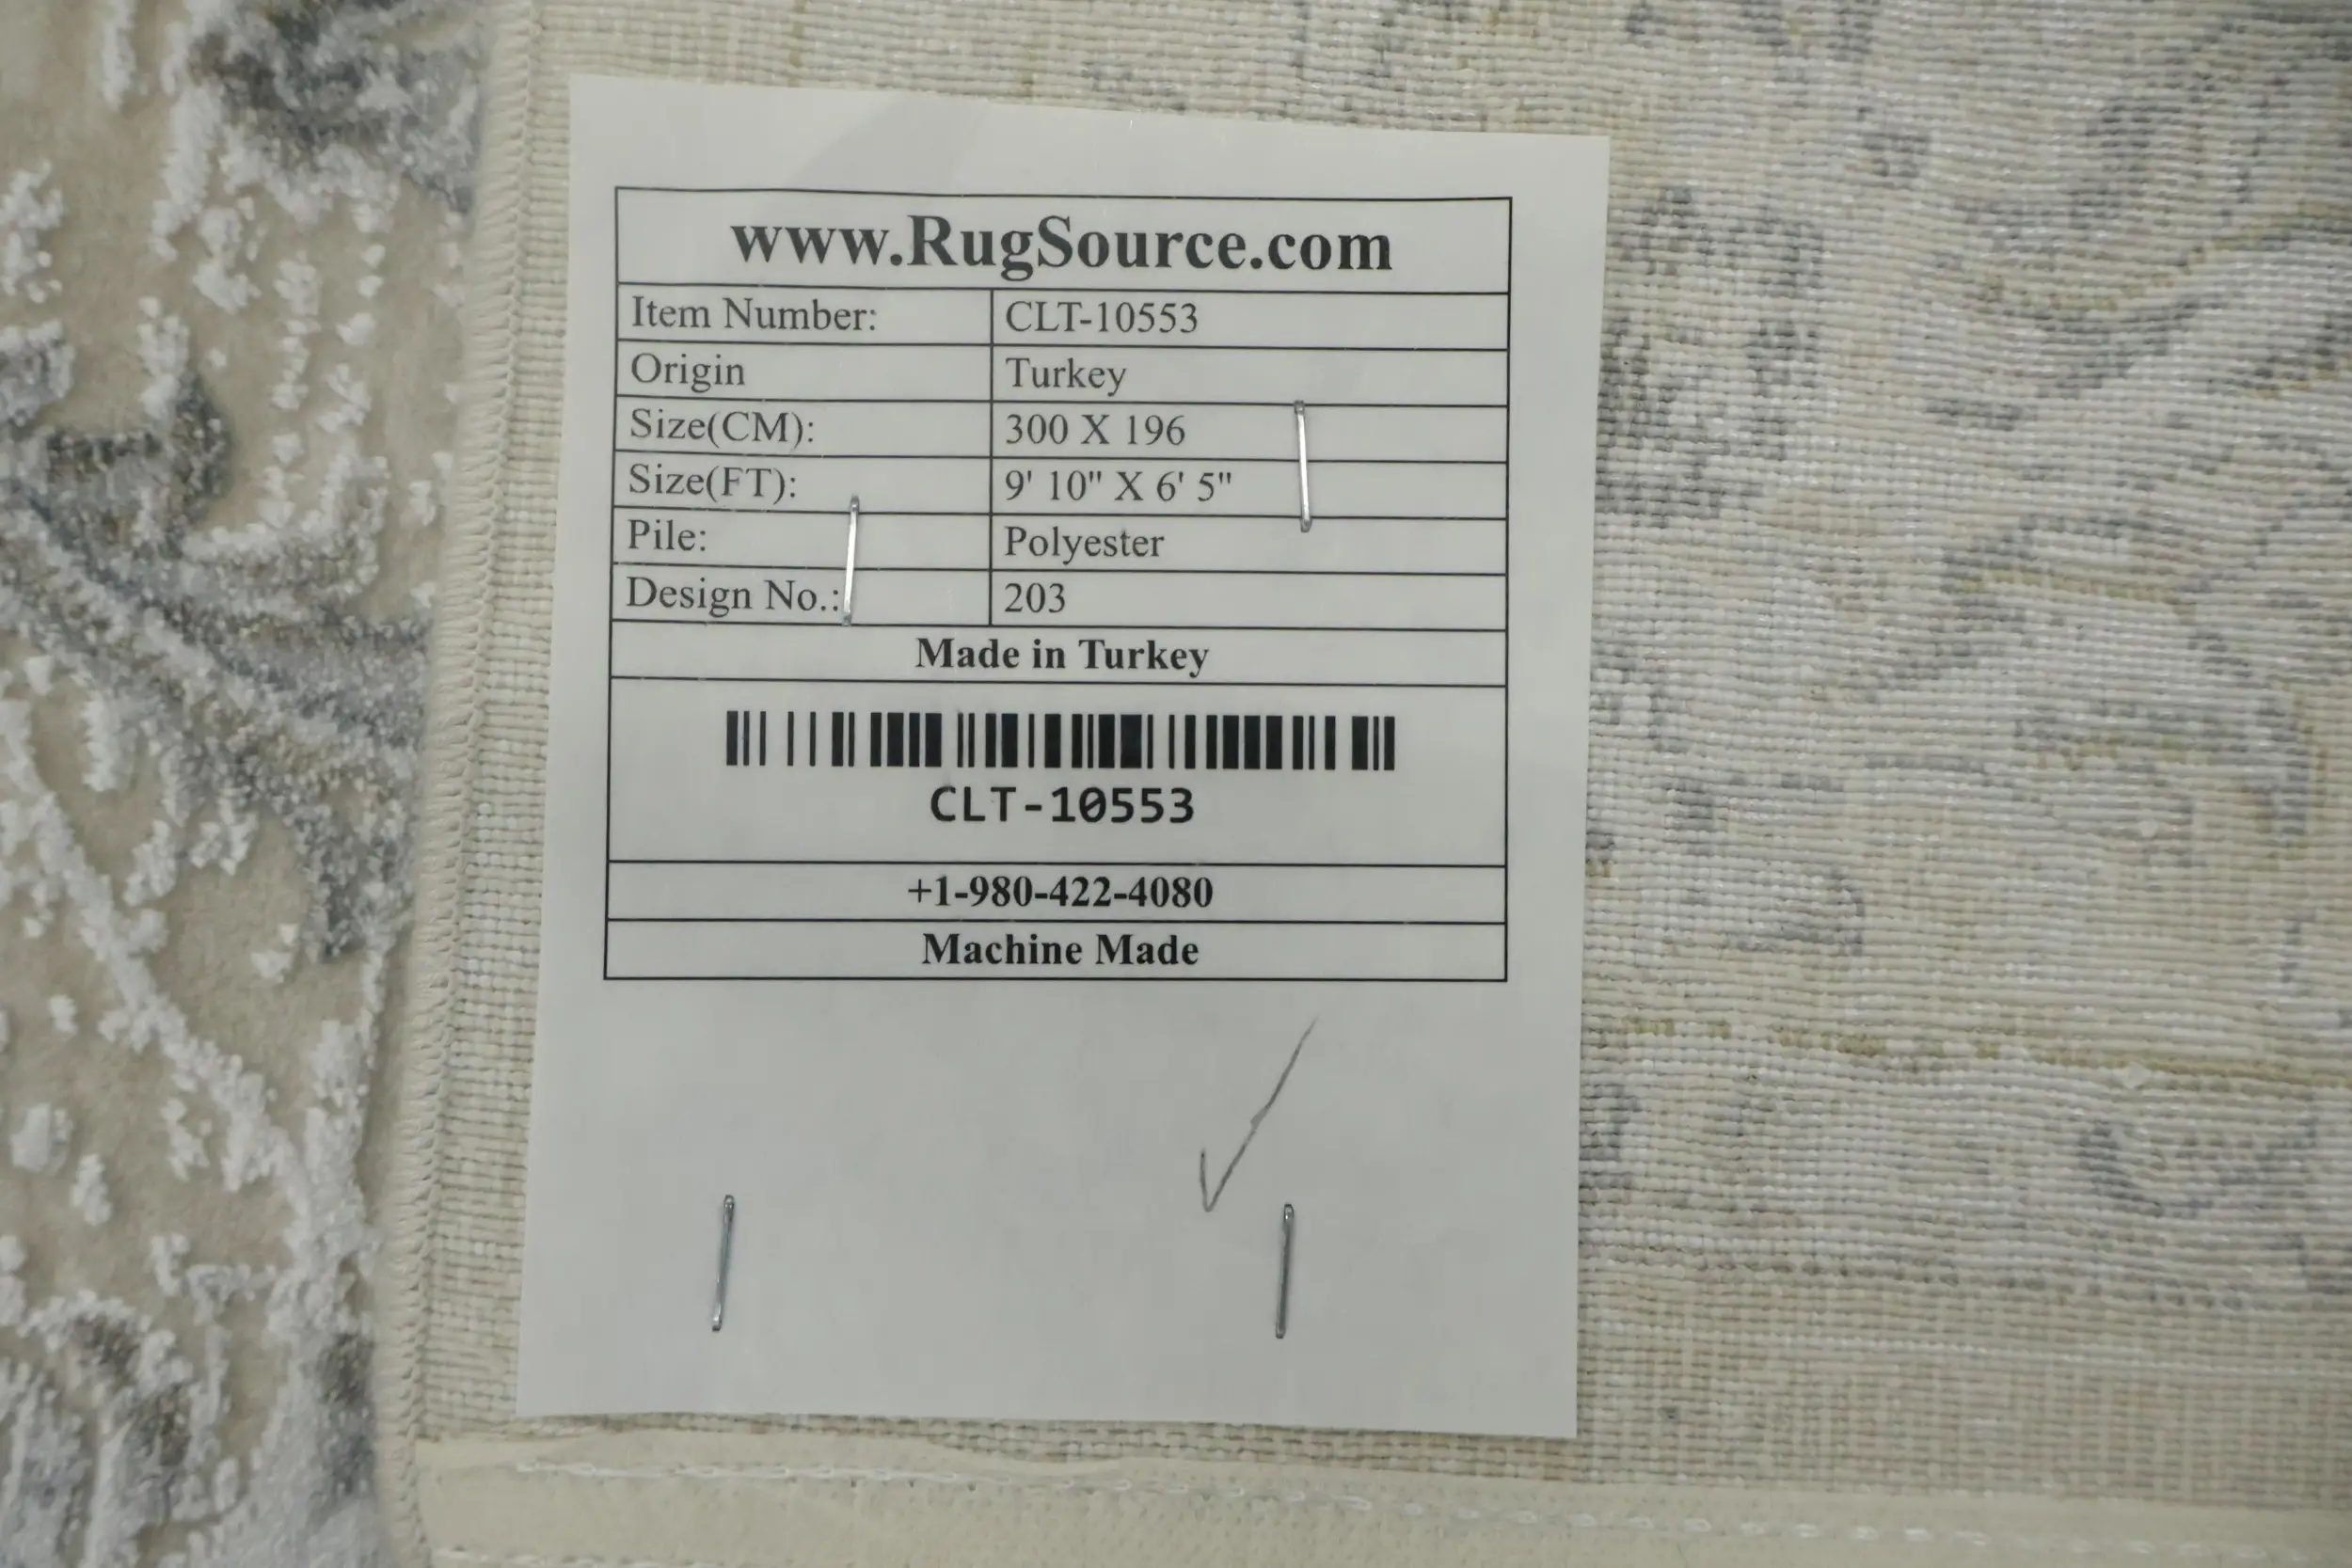 www.RugSource.com
Item Number: CLT-10553
Origin Turkey
Size(CM): 300 X 196
Size(FT): 9' 10" X 6' 5"
Pile: Polyester
Design No.: 203
Made in Turkey
CLT-10553
+1-980-422-4080
Machine Made